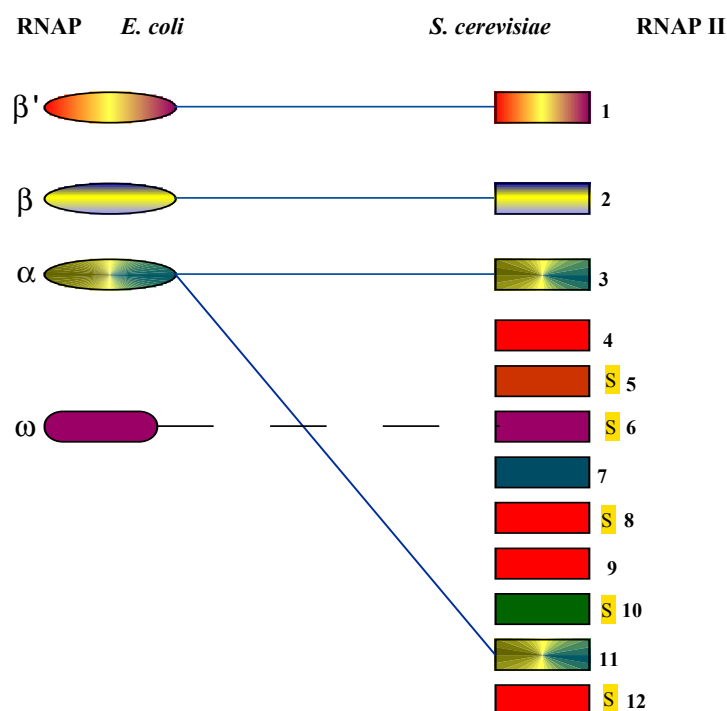 RNAP E. coli S. cerevisiae RNAP II
β' 1
β 2
α 3
4
S 5
ω S 6
7
S 8
9
S 10
11
S 12